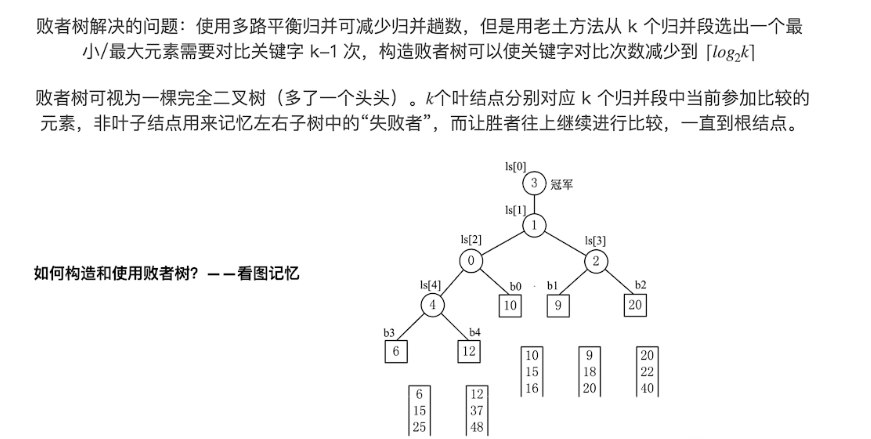 败者树解决的问题：使用多路平衡归并可减少归并趟数，但是用老土方法从 k 个归并段选出一个最
小/最大元素需要对比关键字 k–1 次，构造败者树可以使关键字对比次数减少到 ⌈log₂k⌉
败者树可视为一棵完全二叉树（多了一个头头）。k个叶结点分别对应 k 个归并段中当前参加比较的
元素，非叶子结点用来记忆左右子树中的“失败者”，而让胜者往上继续进行比较，一直到根结点。
ls[0]
3 冠军
ls[1]
1
ls[2] ls[3]
0 2
如何构造和使用败者树？——看图记忆
ls[4] b0 b1 b2
4 10 9 20
b3 b4
6 12
10 9 20
15 18 22
16 20 40
6 12
15 37
25 48